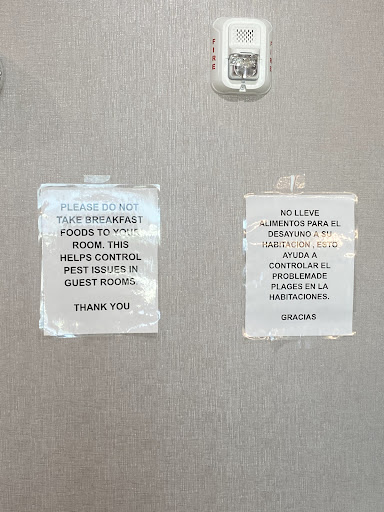 FIRE
FIRE
PLEASE DO NOT
TAKE BREAKFAST
FOODS TO YOUR
ROOM. THIS
HELPS CONTROL
PEST ISSUES IN
GUEST ROOMS
THANK YOU
NO LLEVE
ALIMENTOS PARA EL
DESAYUNO A SU
HABITACION , ESTO
AYUDA A
CONTROLAR EL
PROBLEMADE
PLAGES EN LA
HABITACIONES.
GRACIAS